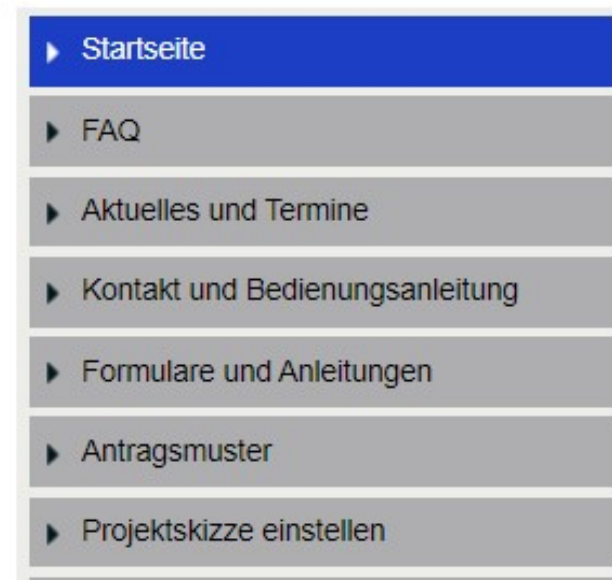 Startseite
FAQ
Aktuelles und Termine
Kontakt und Bedienungsanleitung
Formulare und Anleitungen
Antragsmuster
Projektskizze einstellen